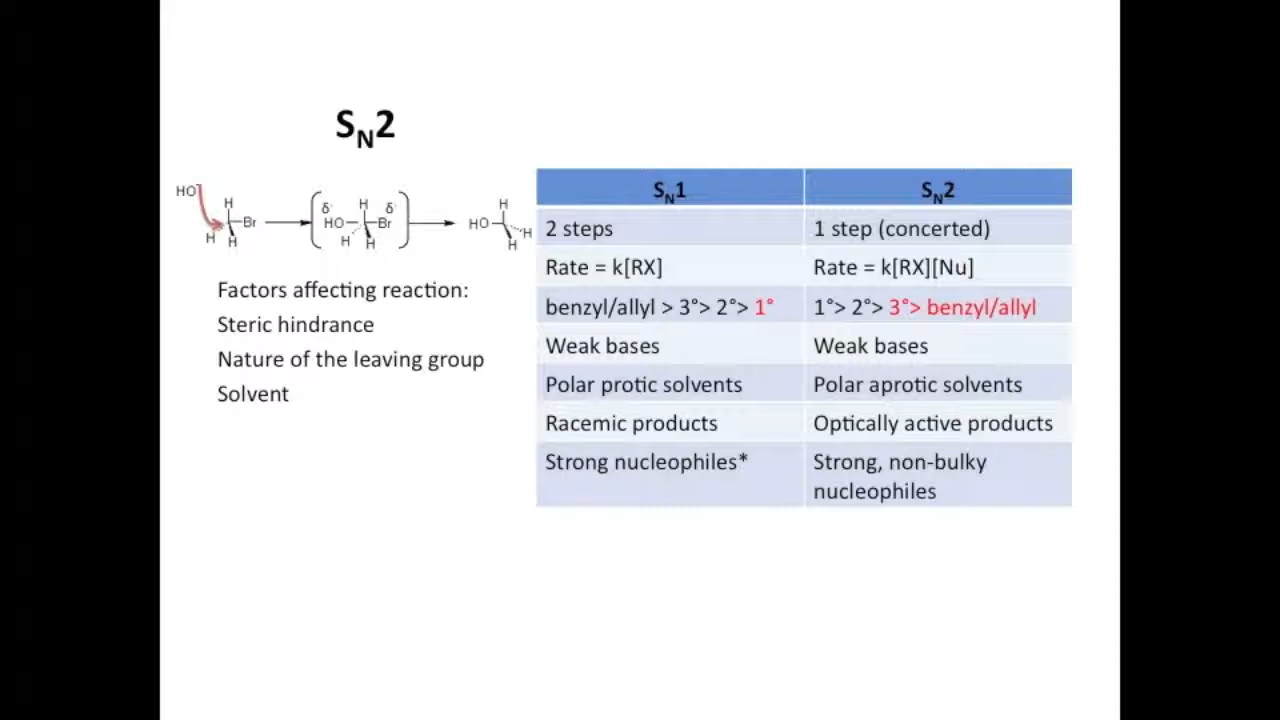 S_N2
HO⁻
H
Br
H
H
δ⁻ H δ⁻
HO Br
H
H
H
HO
H
H
Factors affecting reaction:
Steric hindrance
Nature of the leaving group
Solvent
S_N1 S_N2
2 steps 1 step (concerted)
Rate = k[RX] Rate = k[RX][Nu]
benzyl/allyl > 3°> 2°> 1° 1°> 2°> 3°> benzyl/allyl
Weak bases Weak bases
Polar protic solvents Polar aprotic solvents
Racemic products Optically active products
Strong nucleophiles* Strong, non-bulky
nucleophiles